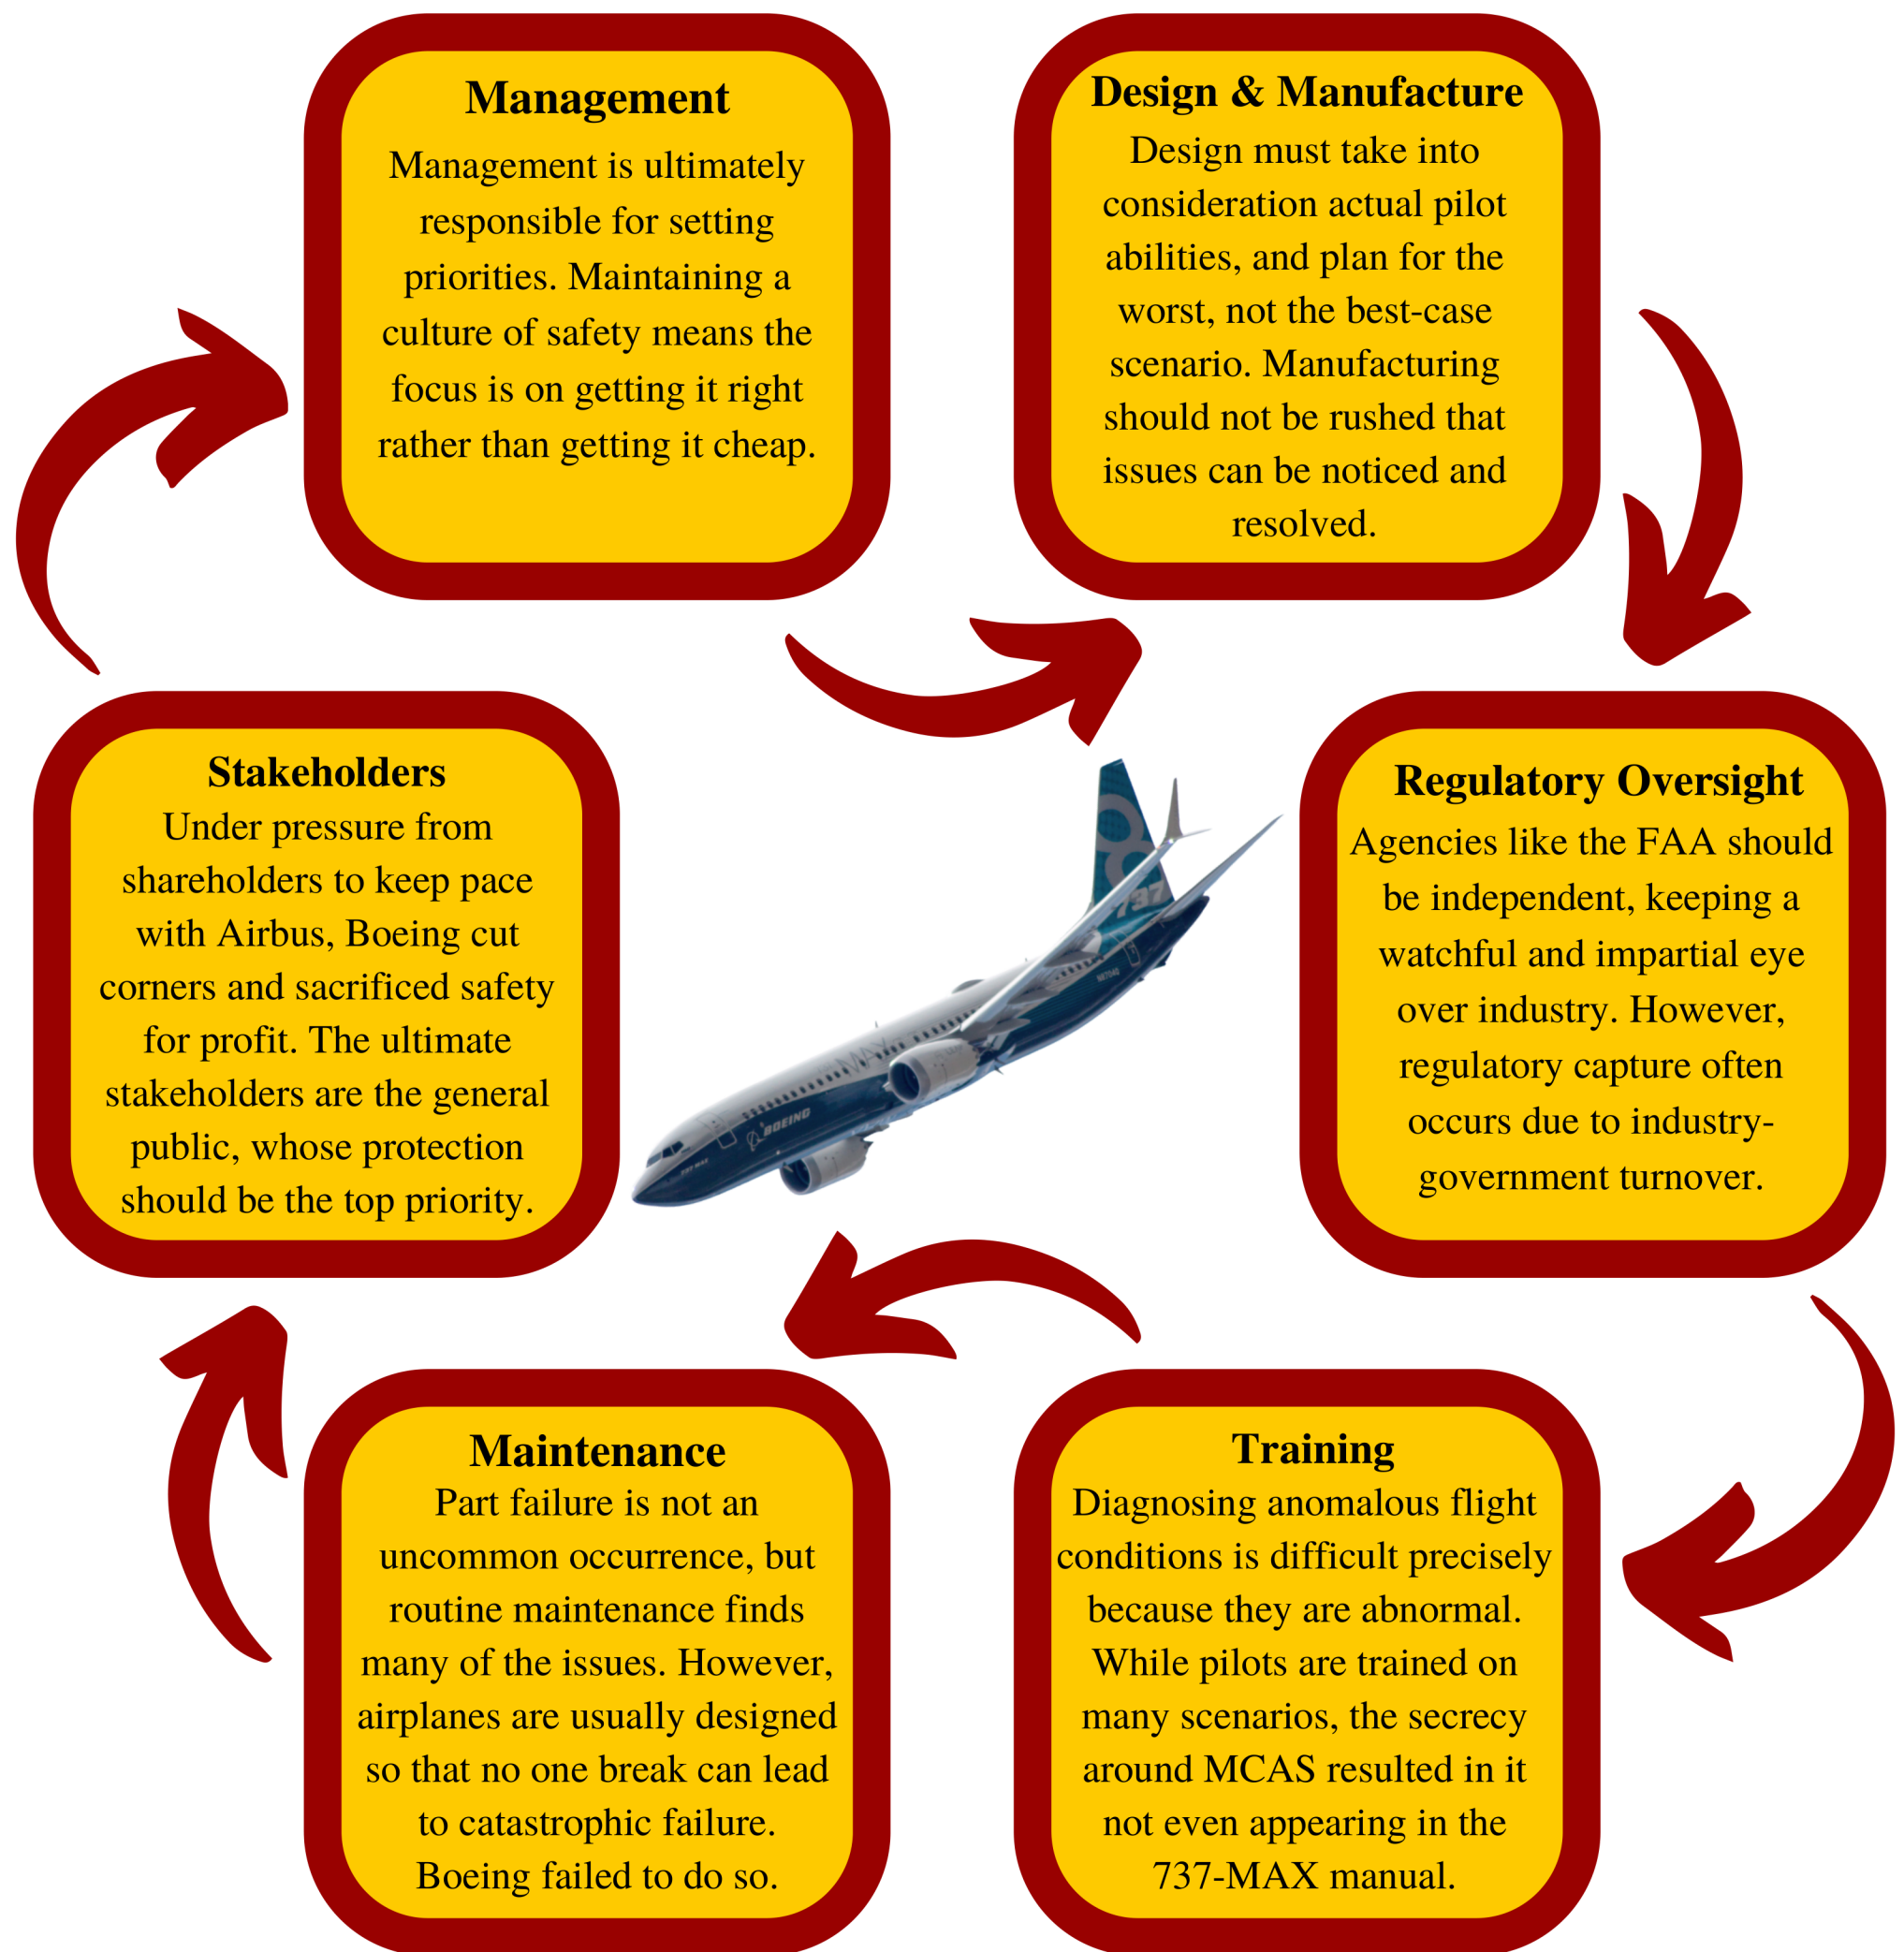 Management
Management is ultimately
responsible for setting
priorities. Maintaining a
culture of safety means the
focus is on getting it right
rather than getting it cheap.
Design & Manufacture
Design must take into
consideration actual pilot
abilities, and plan for the
worst, not the best-case
scenario. Manufacturing
should not be rushed that
issues can be noticed and
resolved.
Stakeholders
Under pressure from
shareholders to keep pace
with Airbus, Boeing cut
corners and sacrificed safety
for profit. The ultimate
stakeholders are the general
public, whose protection
should be the top priority.
737
MAX
BOEING
737 MAX
Regulatory Oversight
Agencies like the FAA should
be independent, keeping a
watchful and impartial eye
over industry. However,
regulatory capture often
occurs due to industry-
government turnover.
Maintenance
Part failure is not an
uncommon occurrence, but
routine maintenance finds
many of the issues. However,
airplanes are usually designed
so that no one break can lead
to catastrophic failure.
Boeing failed to do so.
Training
Diagnosing anomalous flight
conditions is difficult precisely
because they are abnormal.
While pilots are trained on
many scenarios, the secrecy
around MCAS resulted in it
not even appearing in the
737-MAX manual.